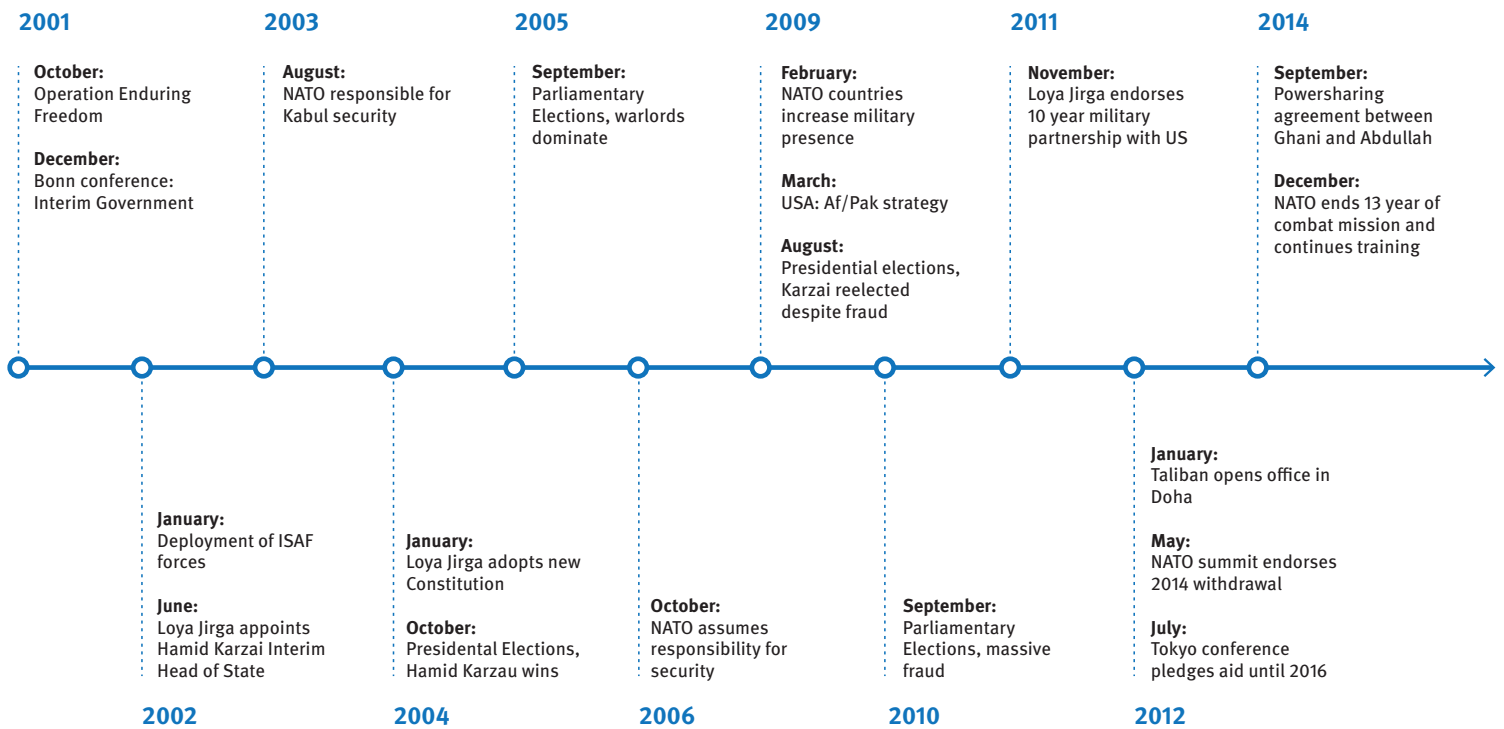 2001
October:
Operation Enduring
Freedom
December:
Bonn conference:
Interim Government
2003
August:
NATO responsible for
Kabul security
2005
September:
Parliamentary
Elections, warlords
dominate
2009
February:
NATO countries
increase military
presence
March:
USA: Af/Pak strategy
August:
Presidential elections,
Karzai reelected
despite fraud
2011
November:
Loya Jirga endorses
10 year military
partnership with US
2014
September:
Powersharing
agreement between
Ghani and Abdullah
December:
NATO ends 13 year of
combat mission and
continues training
January:
Deployment of ISAF
forces
June:
Loya Jirga appoints
Hamid Karzai Interim
Head of State
2002
January:
Loya Jirga adopts new
Constitution
October:
Presidental Elections,
Hamid Karzau wins
2004
October:
NATO assumes
responsibility for
security
2006
September:
Parliamentary
Elections, massive
fraud
2010
January:
Taliban opens office in
Doha
May:
NATO summit endorses
2014 withdrawal
July:
Tokyo conference
pledges aid until 2016
2012